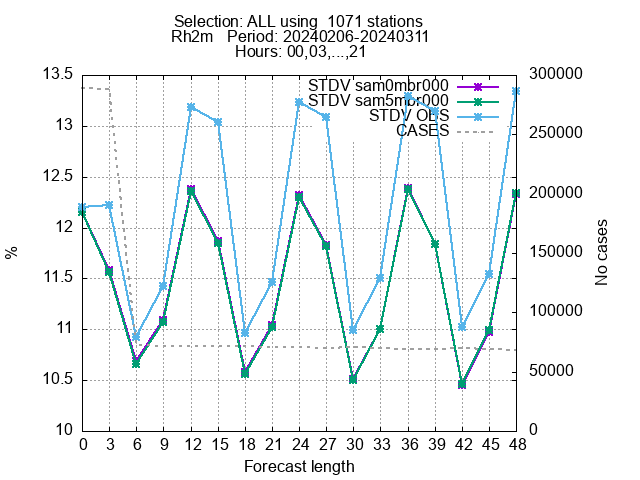 Selection: ALL using  1071 stations
Rh2m   Period: 20240206-20240311
Hours: 00,03,...,21
STDV sam0mbr000
STDV sam5mbr000
STDV OBS
CASES
13.5
13
12.5
12
11.5
11
10.5
10
%
300000
250000
200000
150000
100000
50000
0
No cases
0 3 6 9 12 15 18 21 24 27 30 33 36 39 42 45 48
Forecast length